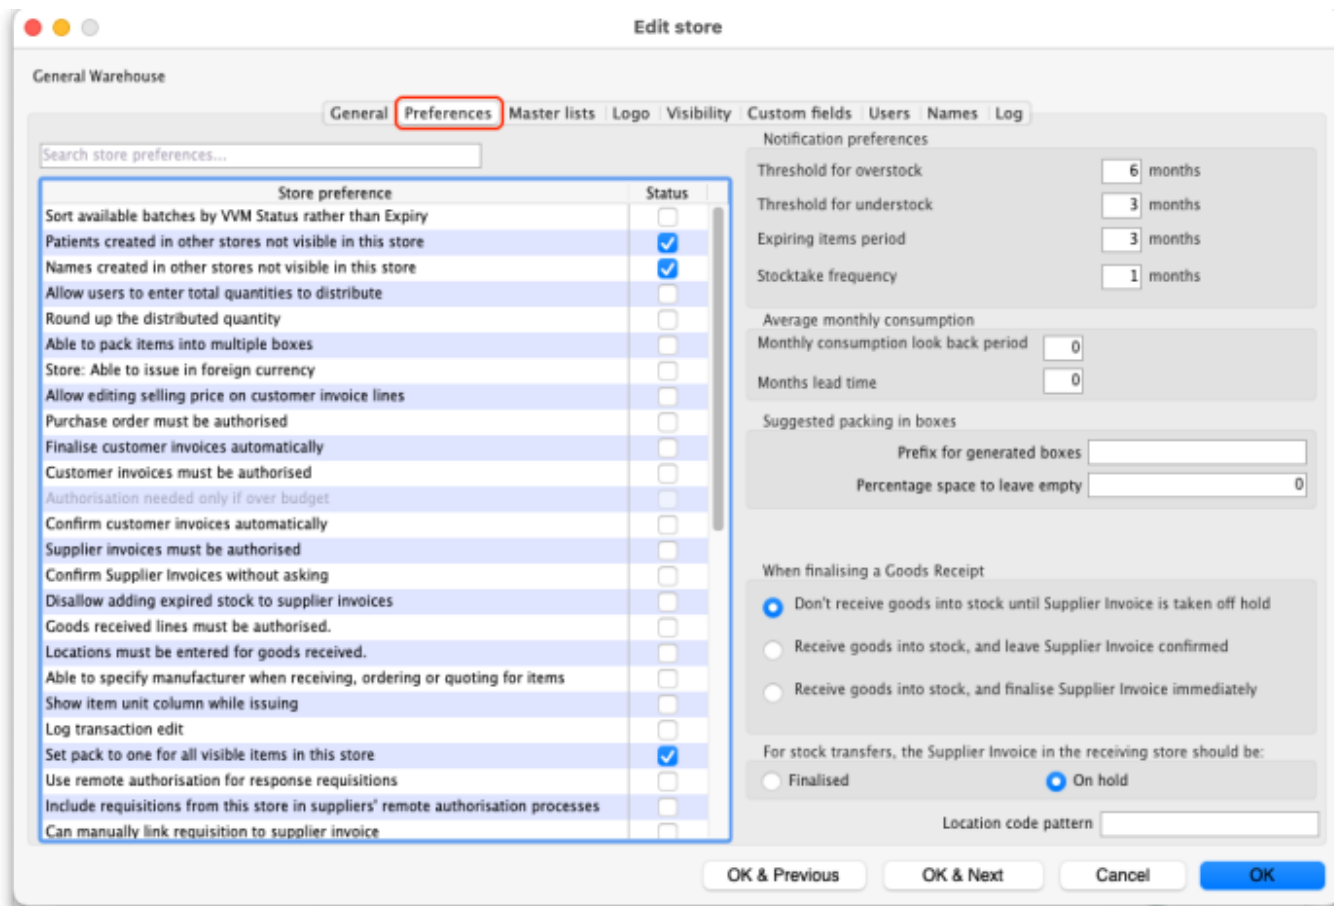 Edit store
General Warehouse
General Preferences Master lists Logo Visibility Custom fields Users Names Log
Search store preferences...
Store preference Status
Sort available batches by VVM Status rather than Expiry
Patients created in other stores not visible in this store
Names created in other stores not visible in this store
Allow users to enter total quantities to distribute
Round up the distributed quantity
Able to pack items into multiple boxes
Store: Able to issue in foreign currency
Allow editing selling price on customer invoice lines
Purchase order must be authorised
Finalise customer invoices automatically
Customer invoices must be authorised
Authorisation needed only if over budget
Confirm customer invoices automatically
Supplier invoices must be authorised
Confirm Supplier Invoices without asking
Disallow adding expired stock to supplier invoices
Goods received lines must be authorised.
Locations must be entered for goods received.
Able to specify manufacturer when receiving, ordering or quoting for items
Show item unit column while issuing
Log transaction edit
Set pack to one for all visible items in this store
Use remote authorisation for response requisitions
Include requisitions from this store in suppliers' remote authorisation processes
Can manually link requisition to supplier invoice
Notification preferences
Threshold for overstock 6 months
Threshold for understock 3 months
Expiring items period 3 months
Stocktake frequency 1 months
Average monthly consumption
Monthly consumption look back period 0
Months lead time 0
Suggested packing in boxes
Prefix for generated boxes
Percentage space to leave empty 0
When finalising a Goods Receipt
Don't receive goods into stock until Supplier Invoice is taken off hold
Receive goods into stock, and leave Supplier Invoice confirmed
Receive goods into stock, and finalise Supplier Invoice immediately
For stock transfers, the Supplier Invoice in the receiving store should be:
Finalised On hold
Location code pattern
OK & Previous OK & Next Cancel OK